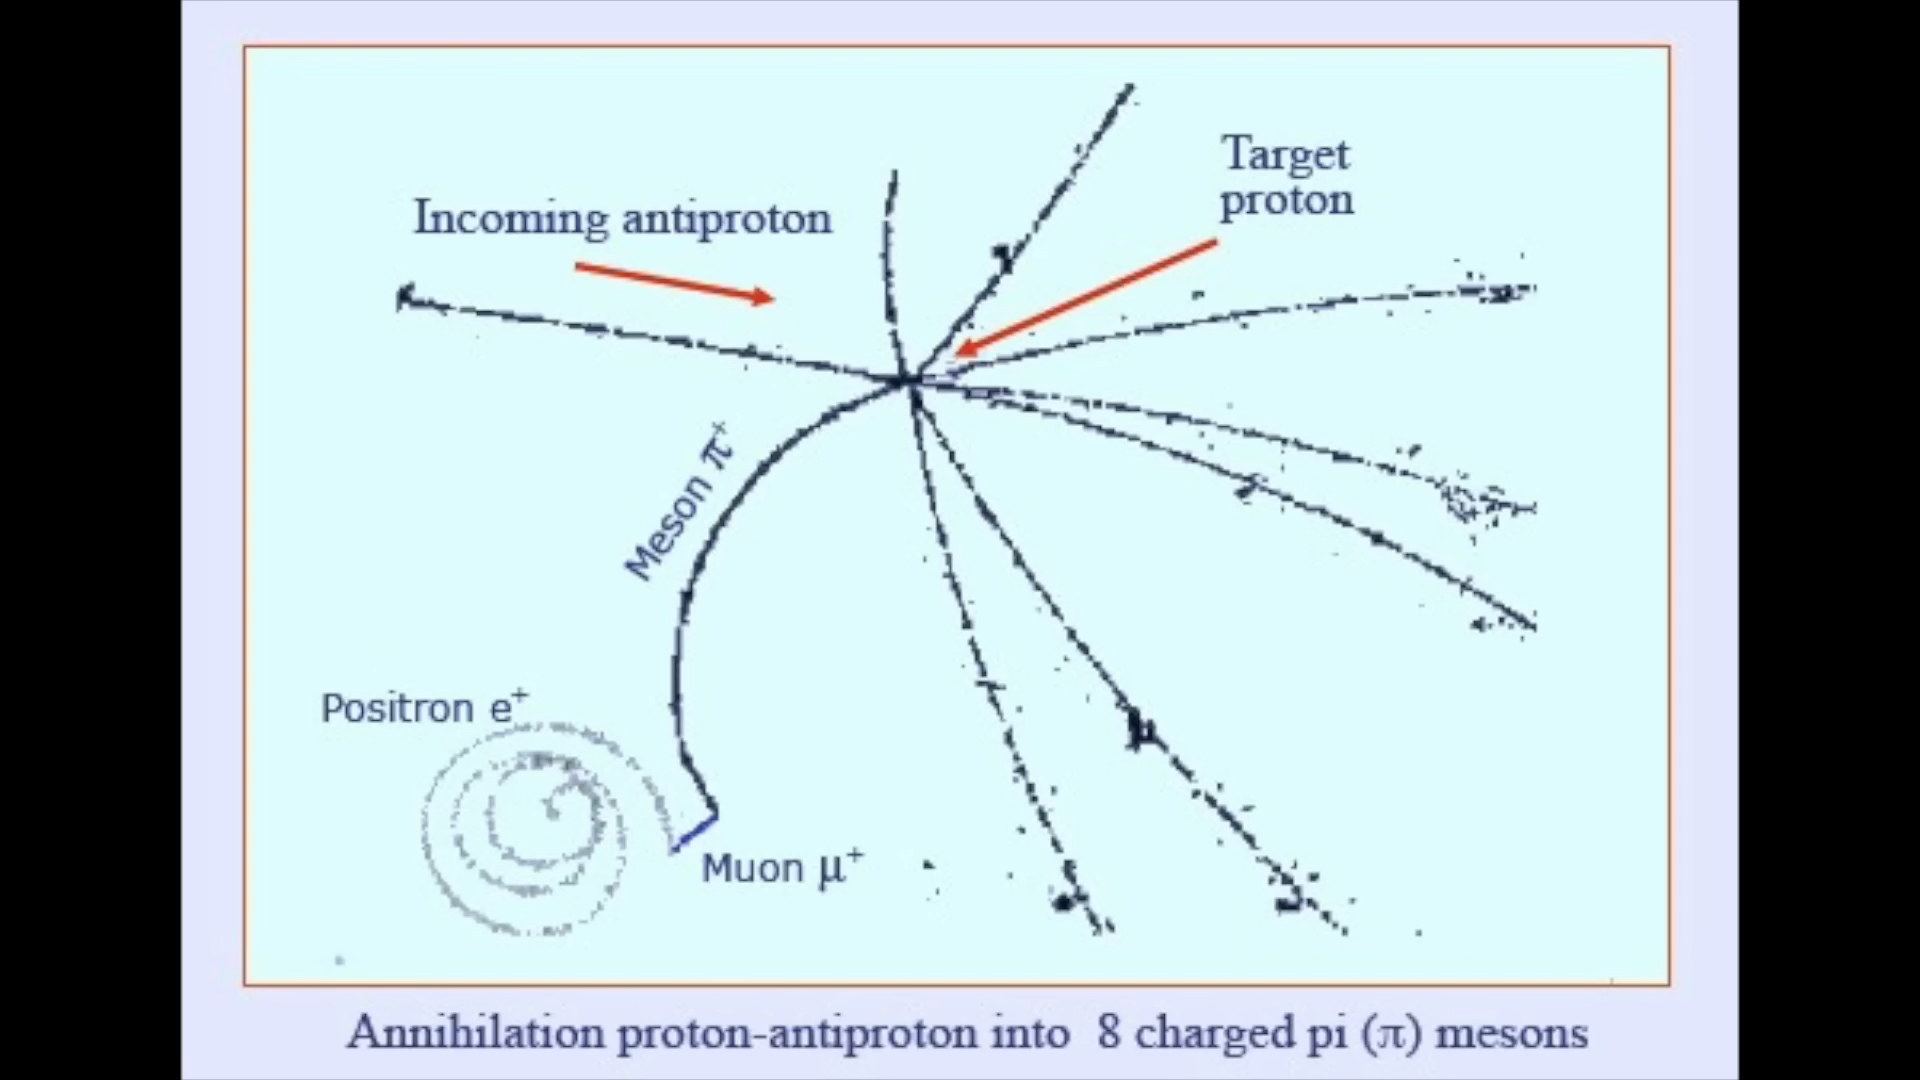 Target
proton
Incoming antiproton
Meson π⁺
Positron e⁺
Muon μ⁺
Annihilation proton-antiproton into 8 charged pi (π) mesons